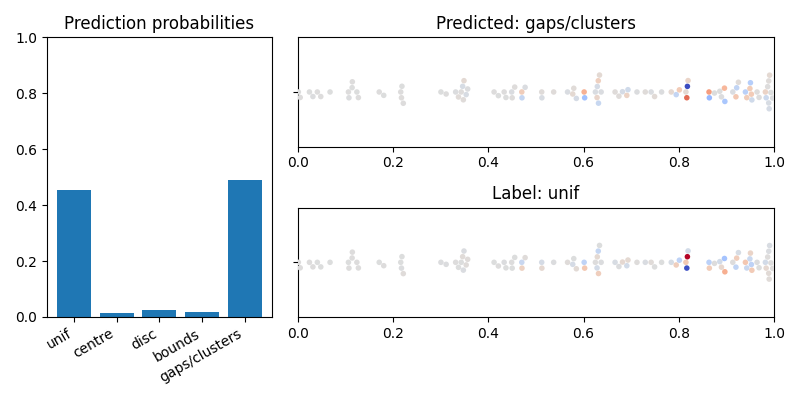 Prediction probabilities
1.0
0.8
0.6
0.4
0.2
0.0
unif
centre
disc
bounds
gaps/clusters
Predicted: gaps/clusters
0.0 0.2 0.4 0.6 0.8 1.0
Label: unif
0.0 0.2 0.4 0.6 0.8 1.0